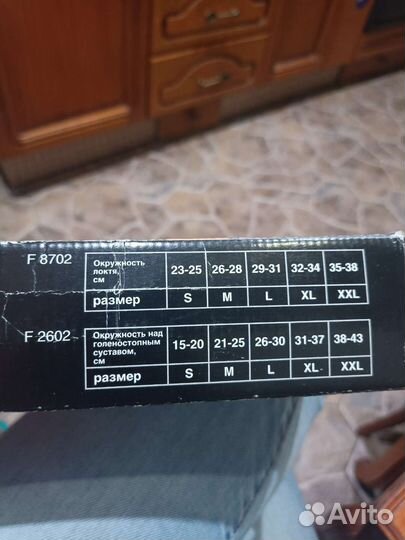 F 8702
Окружность локтя, см 23-25 26-28 29-31 32-34 35-38
размер S M L XL XXL
F 2602
Окружность над голеностопным суставом, см 15-20 21-25 26-30 31-37 38-43
размер S M L XL XXL
Avito